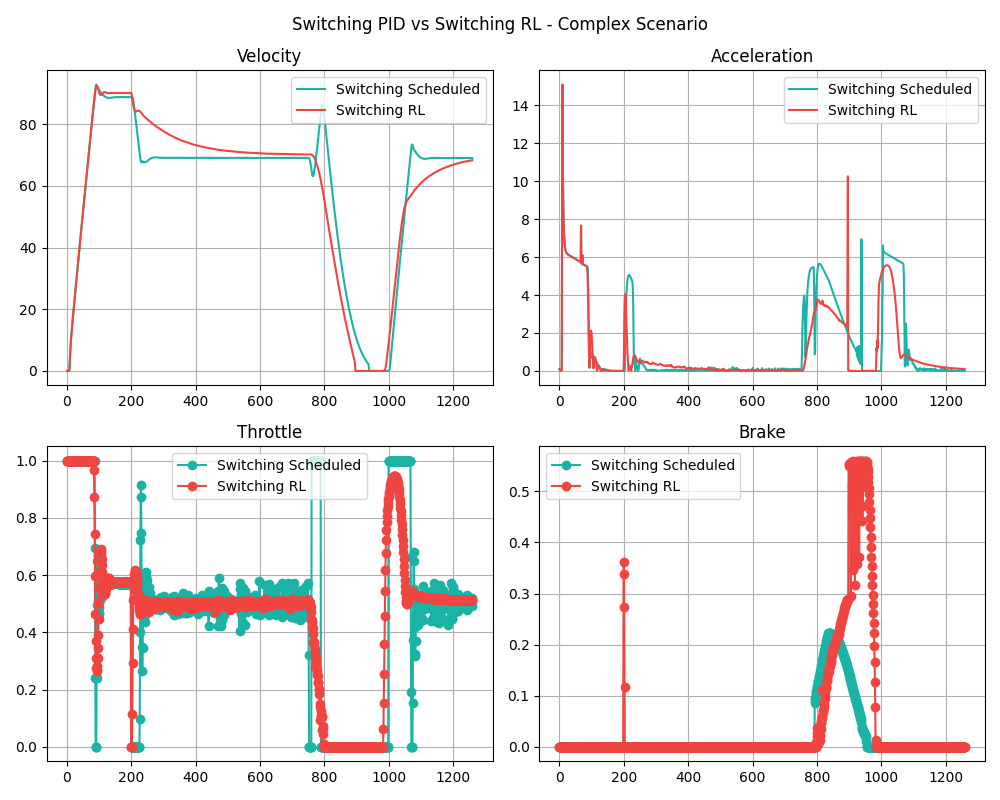 Switching PID vs Switching RL - Complex Scenario
Velocity
Switching Scheduled
Switching RL
80
60
40
20
0
0 200 400 600 800 1000 1200
Acceleration
Switching Scheduled
Switching RL
14
12
10
8
6
4
2
0
0 200 400 600 800 1000 1200
Throttle
Switching Scheduled
Switching RL
1.0
0.8
0.6
0.4
0.2
0.0
0 200 400 600 800 1000 1200
Brake
Switching Scheduled
Switching RL
0.5
0.4
0.3
0.2
0.1
0.0
0 200 400 600 800 1000 1200